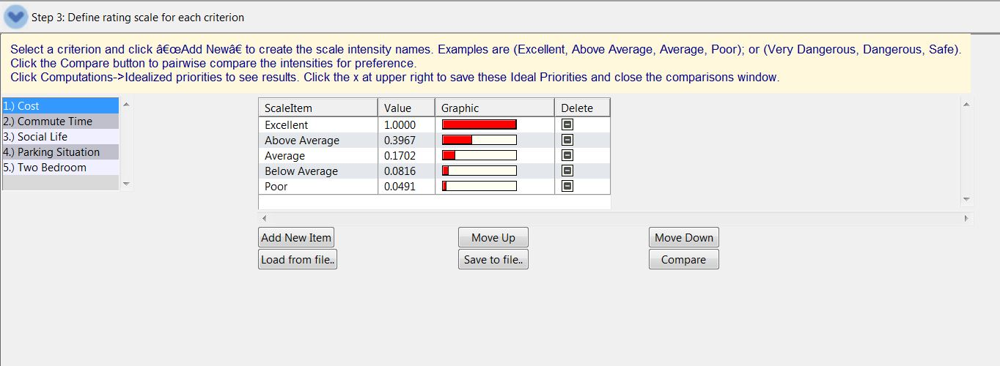 Step 3: Define rating scale for each criterion
Select a criterion and click â€œAdd Newâ€ to create the scale intensity names. Examples are (Excellent, Above Average, Average, Poor); or (Very Dangerous, Dangerous, Safe).
Click the Compare button to pairwise compare the intensities for preference.
Click Computations->Idealized priorities to see results. Click the x at upper right to save these Ideal Priorities and close the comparisons window.
1.) Cost
2.) Commute Time
3.) Social Life
4.) Parking Situation
5.) Two Bedroom
ScaleItem Value Graphic Delete
Excellent 1.0000
Above Average 0.3967
Average 0.1702
Below Average 0.0816
Poor 0.0491
Add New Item Move Up Move Down
Load from file.. Save to file.. Compare